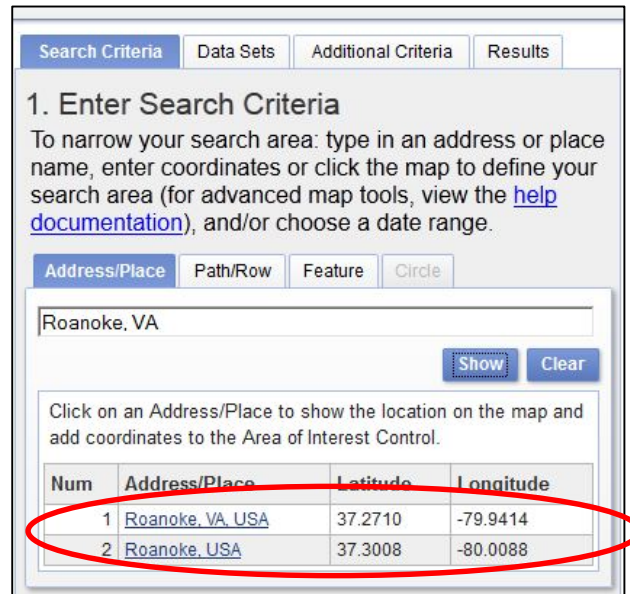 Search Criteria Data Sets Additional Criteria Results
1. Enter Search Criteria
To narrow your search area: type in an address or place
name, enter coordinates or click the map to define your
search area (for advanced map tools, view the help
documentation), and/or choose a date range.
Address/Place Path/Row Feature Circle
Roanoke, VA
Show Clear
Click on an Address/Place to show the location on the map and
add coordinates to the Area of Interest Control.
Num Address/Place Latitude Longitude
1 Roanoke, VA, USA 37.2710 -79.9414
2 Roanoke, USA 37.3008 -80.0088